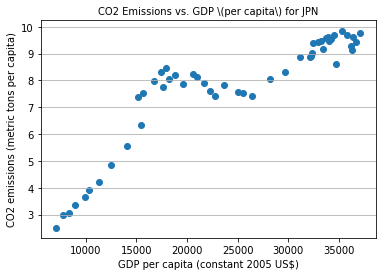 CO2 Emissions vs. GDP \(per capita\) for JPN
CO2 emissions (metric tons per capita)
10
9
8
7
6
5
4
3
10000 15000 20000 25000 30000 35000
GDP per capita (constant 2005 US$)